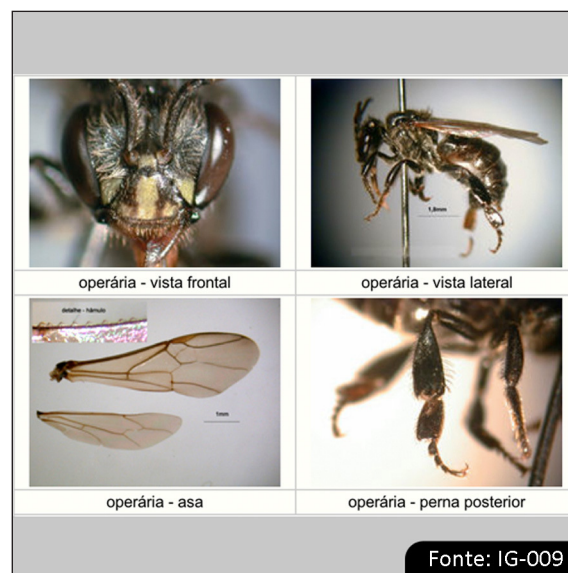 operária - vista frontal
1,8mm
operária - vista lateral
detalhe - hâmulo
1mm
operária - asa
operária - perna posterior
Fonte: IG-009